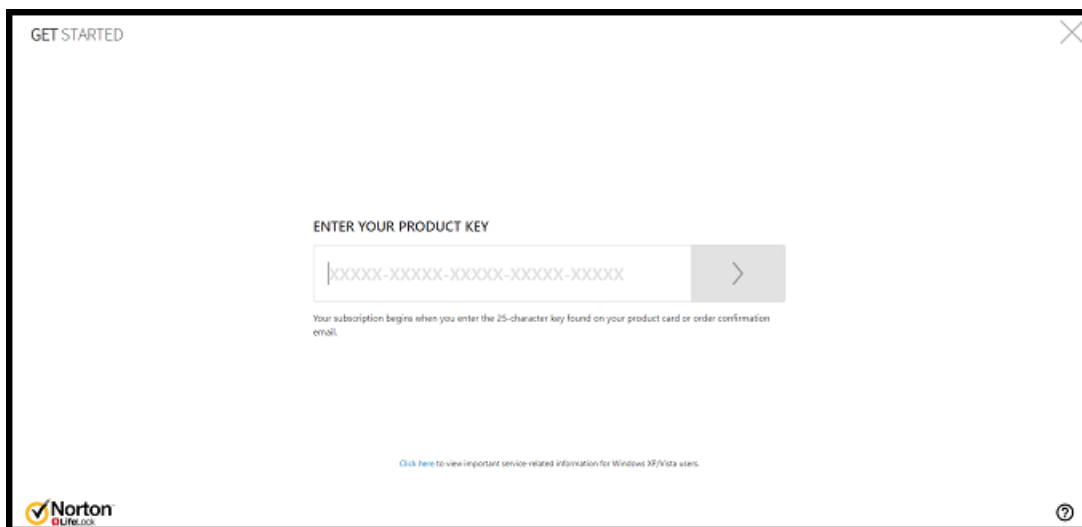 GET STARTED
ENTER YOUR PRODUCT KEY
XXXXX-XXXXX-XXXXX-XXXXX-XXXXX
Your subscription begins when you enter the 25-character key found on your product card or order confirmation
email.
Click here to view important service-related information for Windows XP/Vista users.
Norton™
LifeLock